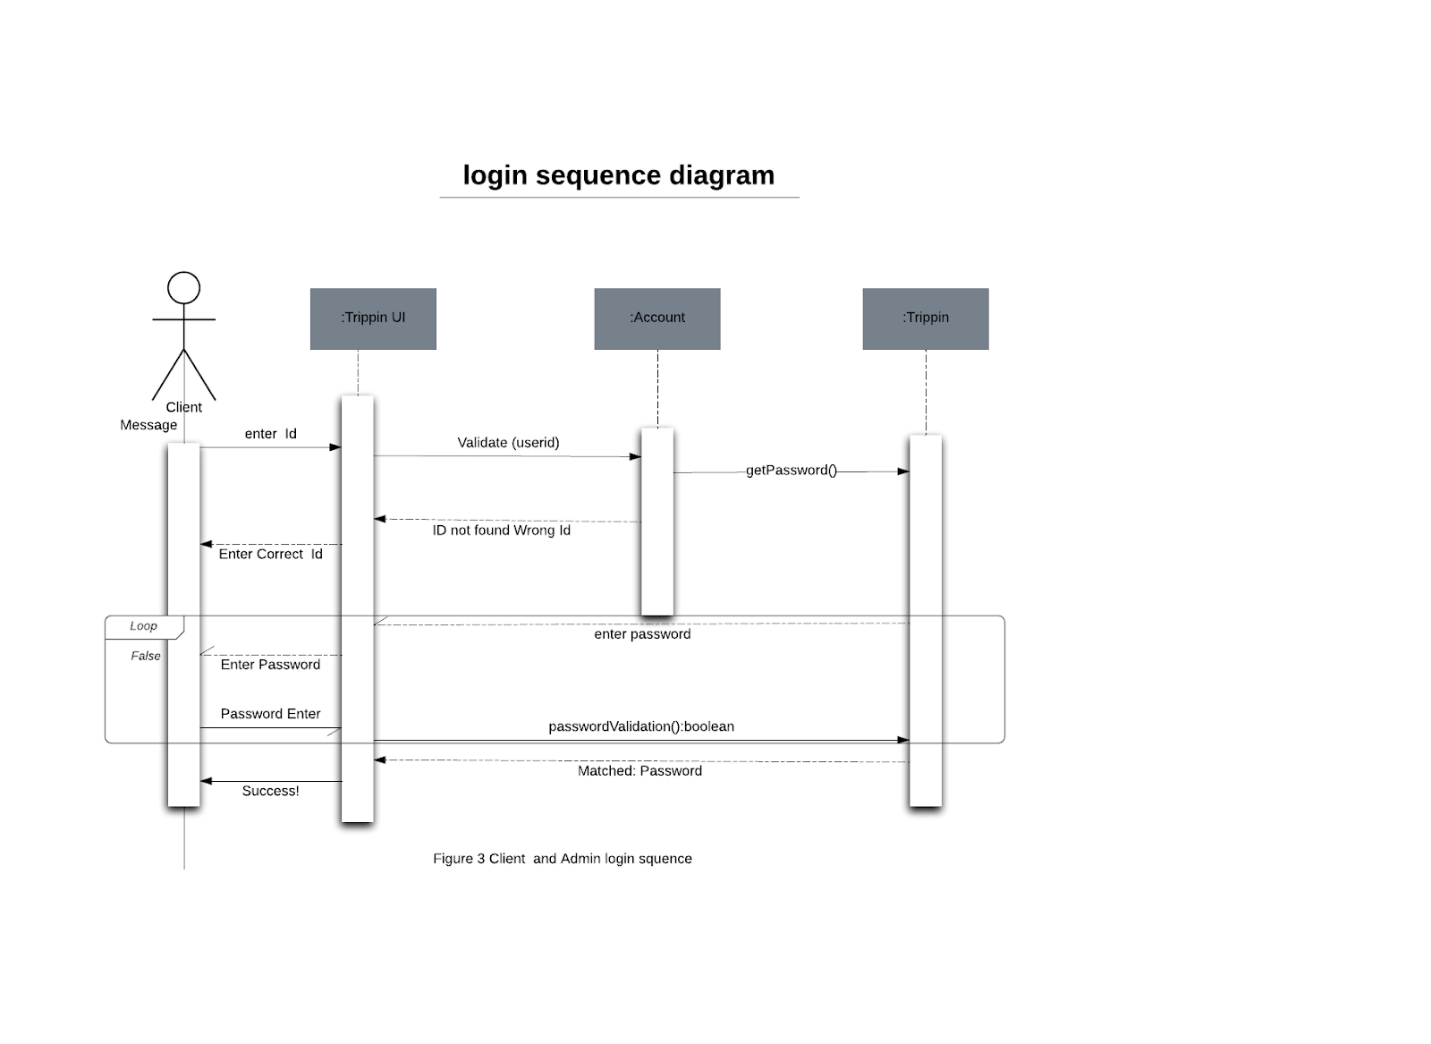 login sequence diagram
:Trippin UI
:Account
:Trippin
Client
Message
enter  Id
Validate (userid)
getPassword()
ID not found Wrong Id
Enter Correct  Id
Loop
enter password
False
Enter Password
Password Enter
passwordValidation():boolean
Matched: Password
Success!
Figure 3 Client  and Admin login squence